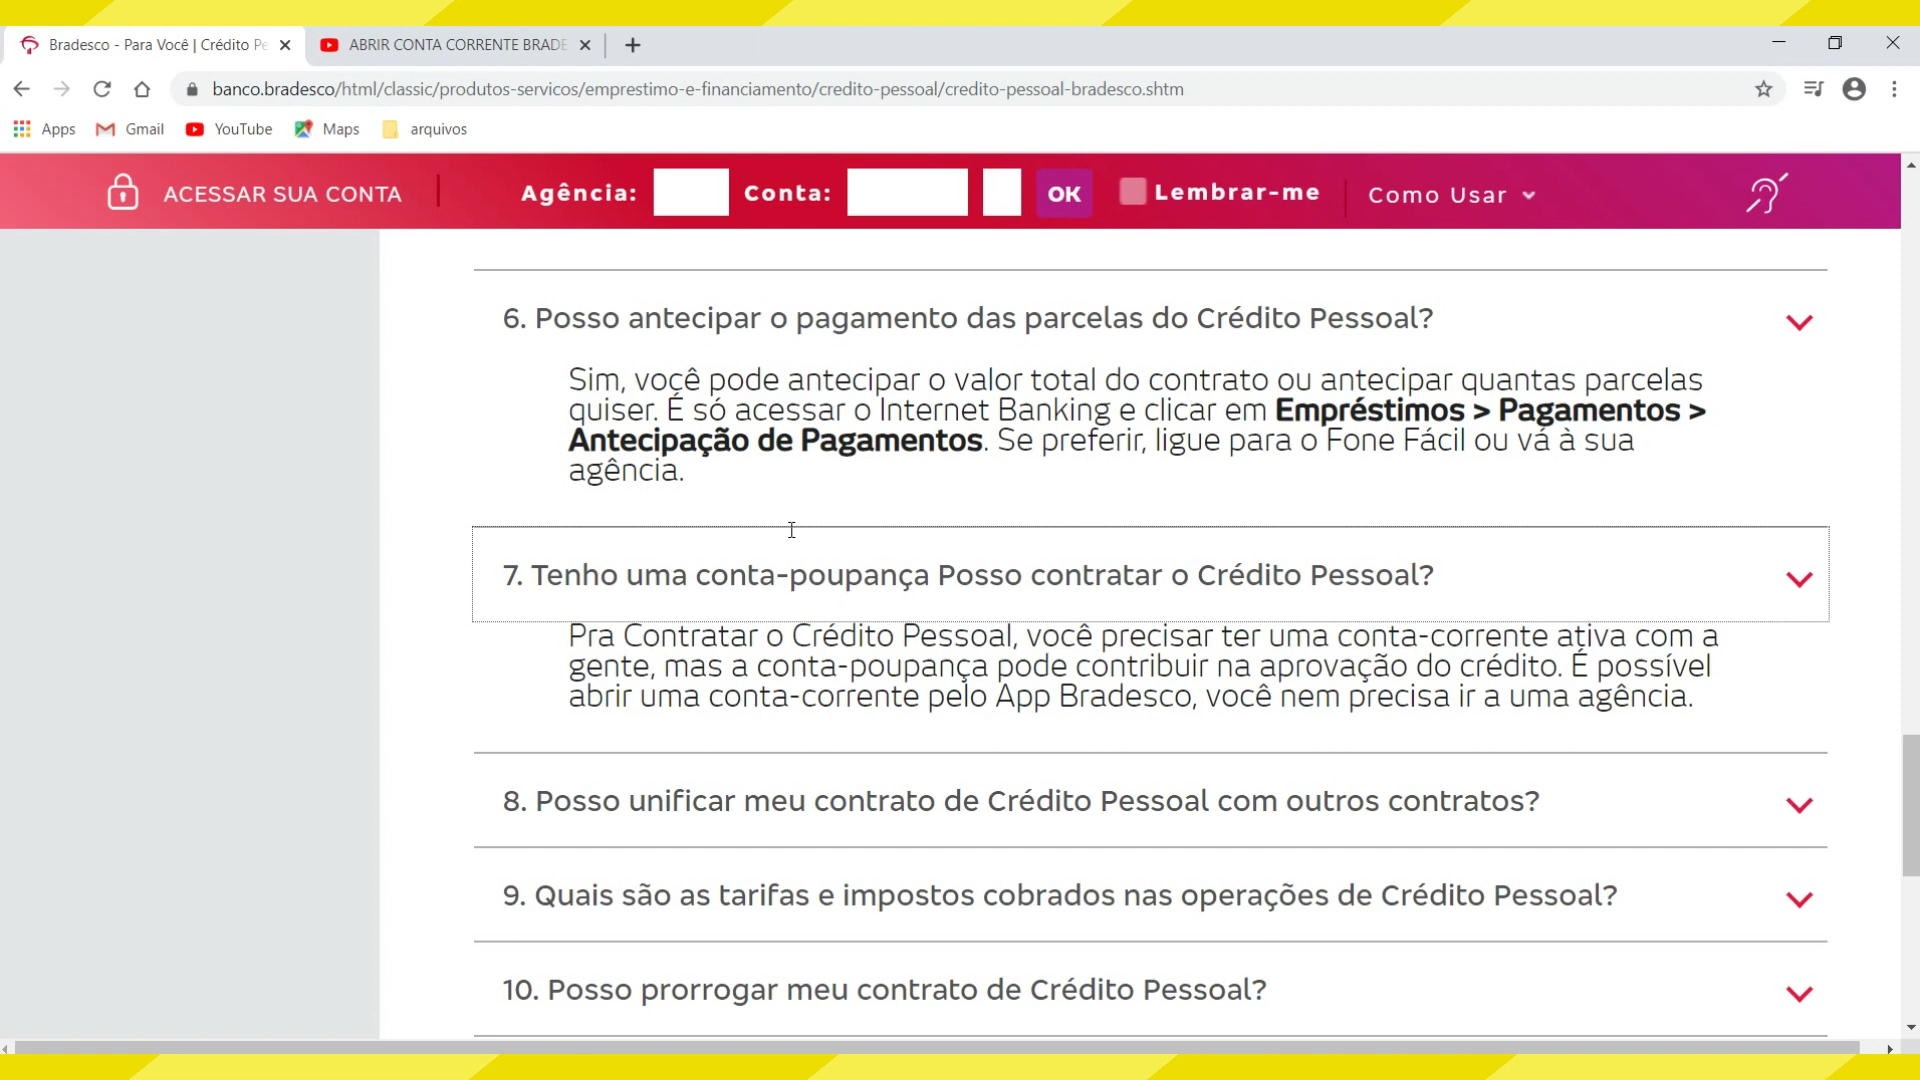 Bradesco - Para Você | Crédito Pe
ABRIR CONTA CORRENTE BRADE
banco.bradesco/html/classic/produtos-servicos/emprestimo-e-financiamento/credito-pessoal/credito-pessoal-bradesco.shtm
Apps Gmail YouTube Maps arquivos
ACESSAR SUA CONTA Agência: Conta: OK Lembrar-me Como Usar
6. Posso antecipar o pagamento das parcelas do Crédito Pessoal?
Sim, você pode antecipar o valor total do contrato ou antecipar quantas parcelas
quiser. É só acessar o Internet Banking e clicar em Empréstimos > Pagamentos >
Antecipação de Pagamentos. Se preferir, ligue para o Fone Fácil ou vá à sua
agência.
7. Tenho uma conta-poupança Posso contratar o Crédito Pessoal?
Pra Contratar o Crédito Pessoal, você precisar ter uma conta-corrente ativa com a
gente, mas a conta-poupança pode contribuir na aprovação do crédito. É possível
abrir uma conta-corrente pelo App Bradesco, você nem precisa ir a uma agência.
8. Posso unificar meu contrato de Crédito Pessoal com outros contratos?
9. Quais são as tarifas e impostos cobrados nas operações de Crédito Pessoal?
10. Posso prorrogar meu contrato de Crédito Pessoal?